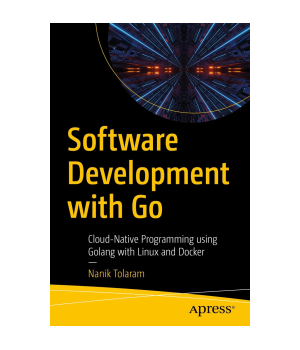 Software
Development
with Go
Cloud-Native Programming using
Golang with Linux and Docker
—
Nanik Tolaram
Apress®